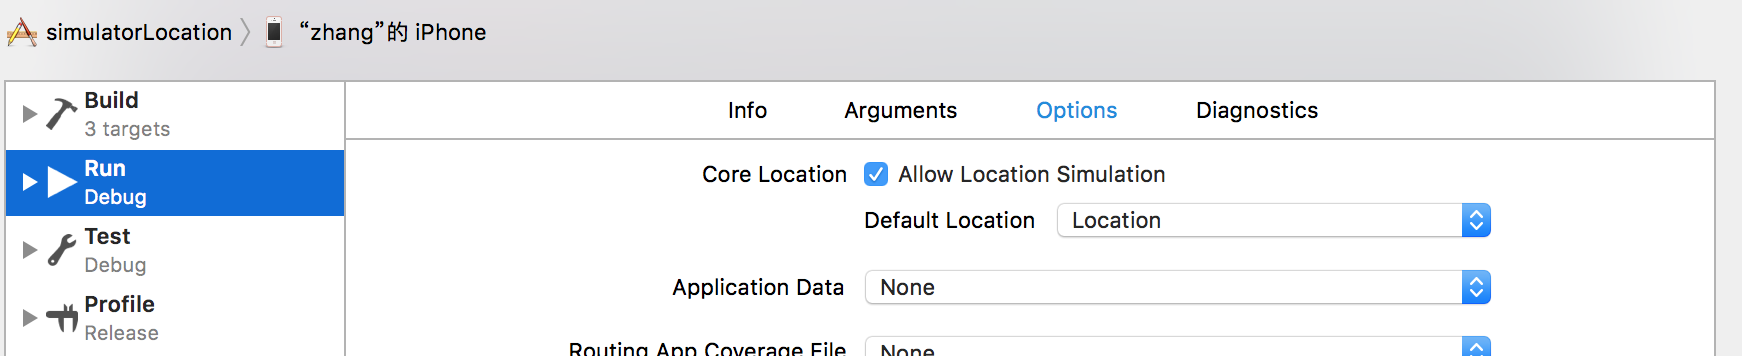 simulatorLocation “zhang”的 iPhone
Build
3 targets
Run
Debug
Test
Debug
Profile
Release
Info Arguments Options Diagnostics
Core Location Allow Location Simulation
Default Location Location
Application Data None
Routing App Coverage File None